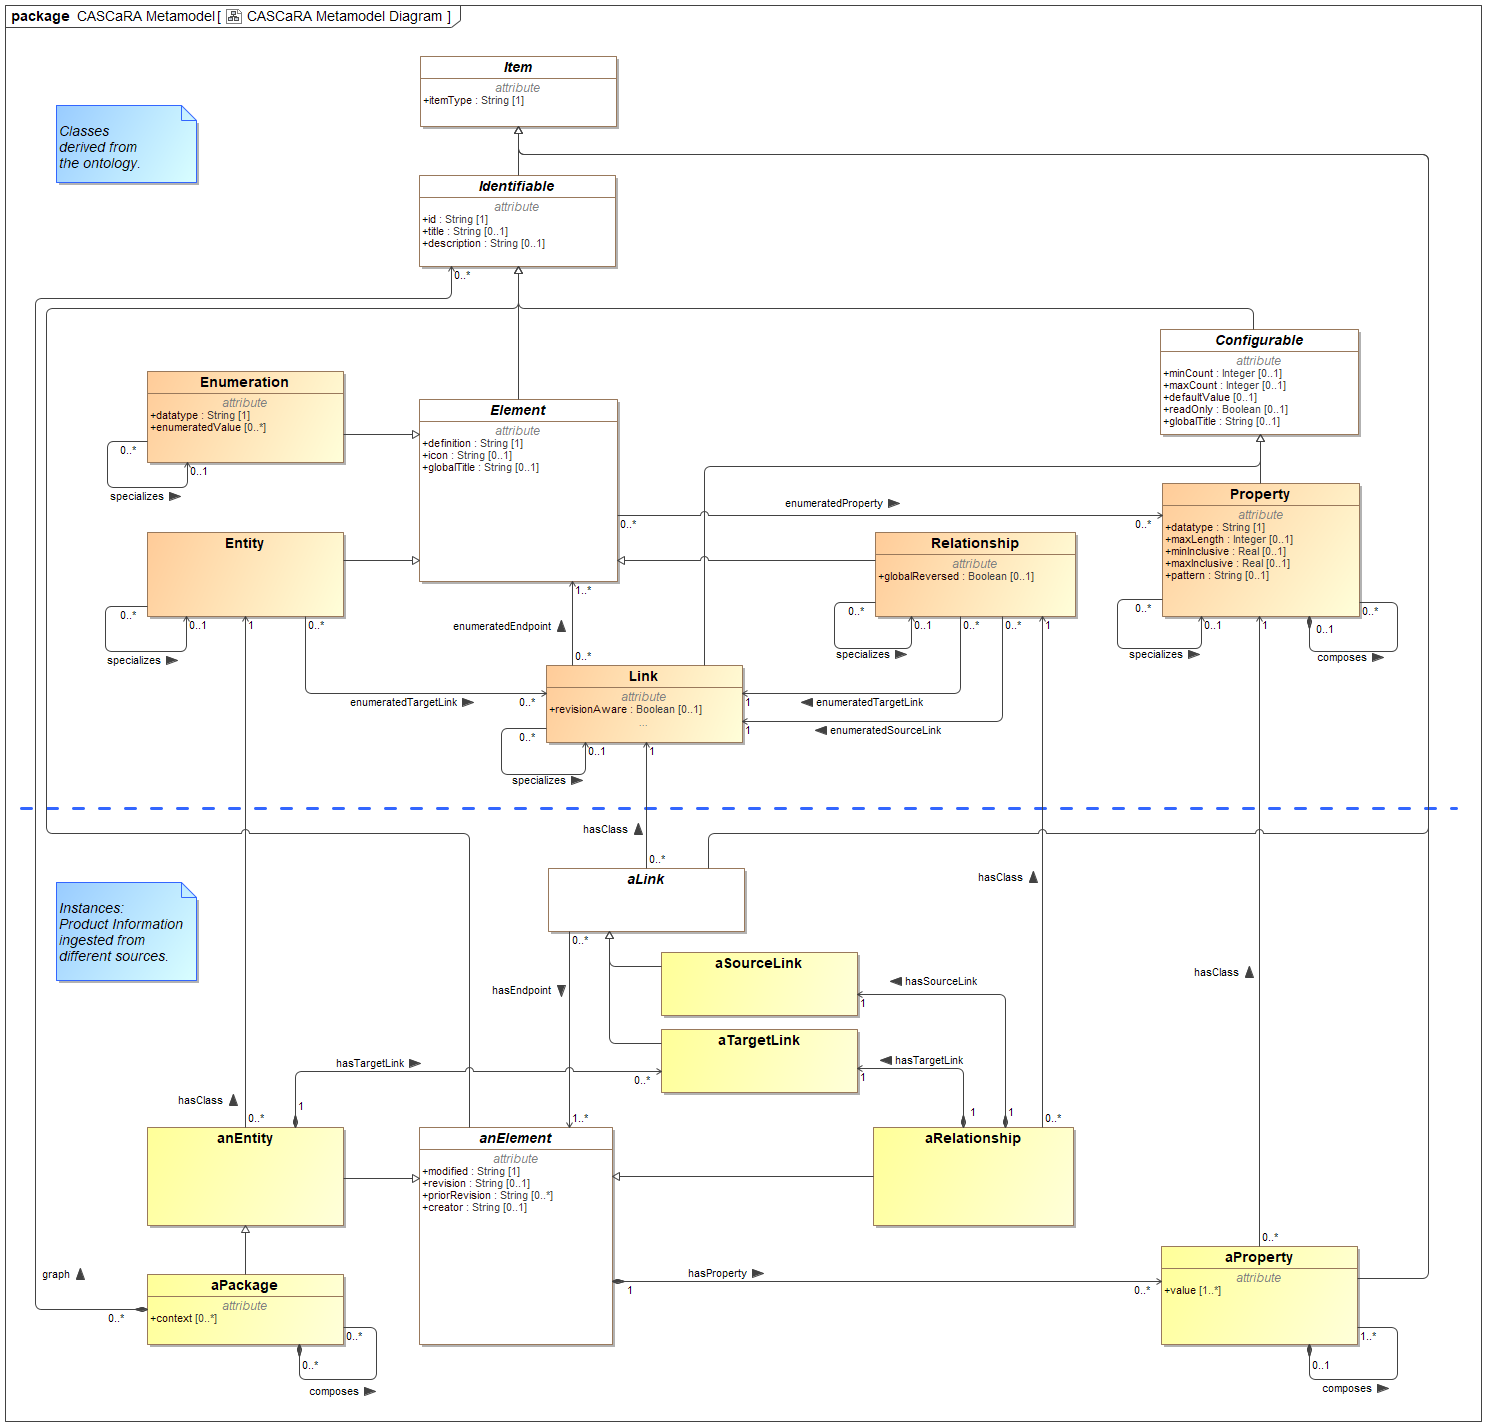 package CASCaRA Metamodel [ CASCaRA Metamodel Diagram ]
Item
attribute
+itemType : String [1]
Classes
derived from
the ontology.
Identifiable
attribute
+id : String [1]
+title : String [0..1]
+description : String [0..1]
0..*
Configurable
attribute
+minCount : Integer [0..1]
+maxCount : Integer [0..1]
+defaultValue [0..1]
+readOnly : Boolean [0..1]
+globalTitle : String [0..1]
Enumeration
attribute
+datatype : String [1]
+enumeratedValue [0..*]
0..*
0..1
specializes
Element
attribute
+definition : String [1]
+icon : String [0..1]
+globalTitle : String [0..1]
enumeratedProperty
0..*
0..*
Property
attribute
+datatype : String [1]
+maxLength : Integer [0..1]
+minInclusive : Real [0..1]
+maxInclusive : Real [0..1]
+pattern : String [0..1]
0..*
0..1
specializes
1
0..*
0..1
composes
Entity
0..*
0..1
specializes
1
0..*
Relationship
attribute
+globalReversed : Boolean [0..1]
0..*
0..1
specializes
0..*
0..*
1
1..*
enumeratedEndpoint
0..*
Link
attribute
+revisionAware : Boolean [0..1]
...
enumeratedTargetLink
0..*
1
enumeratedTargetLink
1
enumeratedSourceLink
0..*
0..1
specializes
1
hasClass
0..*
aLink
hasClass
Instances:
Product Information
ingested from
different sources.
0..*
hasEndpoint
aSourceLink
hasSourceLink
1
hasClass
aTargetLink
hasTargetLink
1
hasTargetLink
0..*
hasClass
0..*
1
1..*
1
1
0..*
anEntity
anElement
attribute
+modified : String [1]
+revision : String [0..1]
+priorRevision : String [0..*]
+creator : String [0..1]
aRelationship
0..*
graph
hasProperty
1
0..*
aProperty
attribute
+value [1..*]
aPackage
attribute
+context [0..*]
0..*
0..*
0..*
composes
1..*
0..1
composes